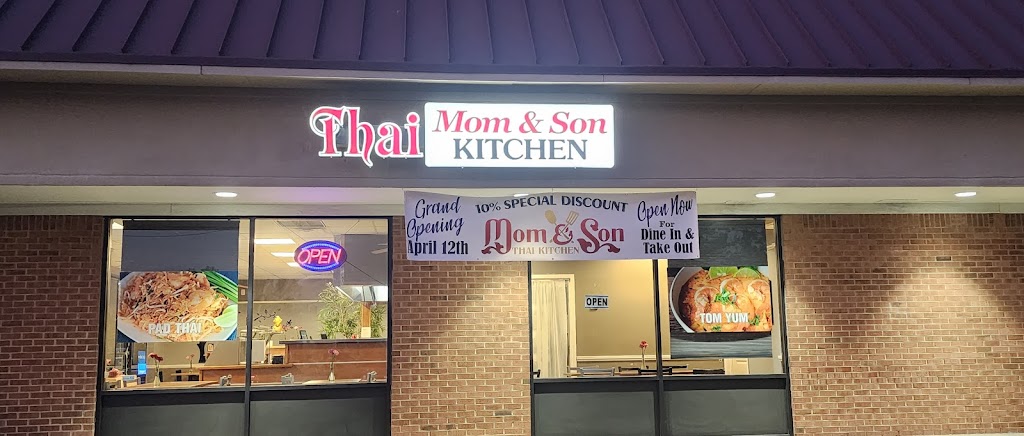 Thai
Mom & Son
KITCHEN
Grand
Opening
April 12th
10% SPECIAL DISCOUNT
Mom & Son
THAI KITCHEN
Open Now
For
Dine In &
Take Out
OPEN
OPEN
PAD THAI
TOM YUM